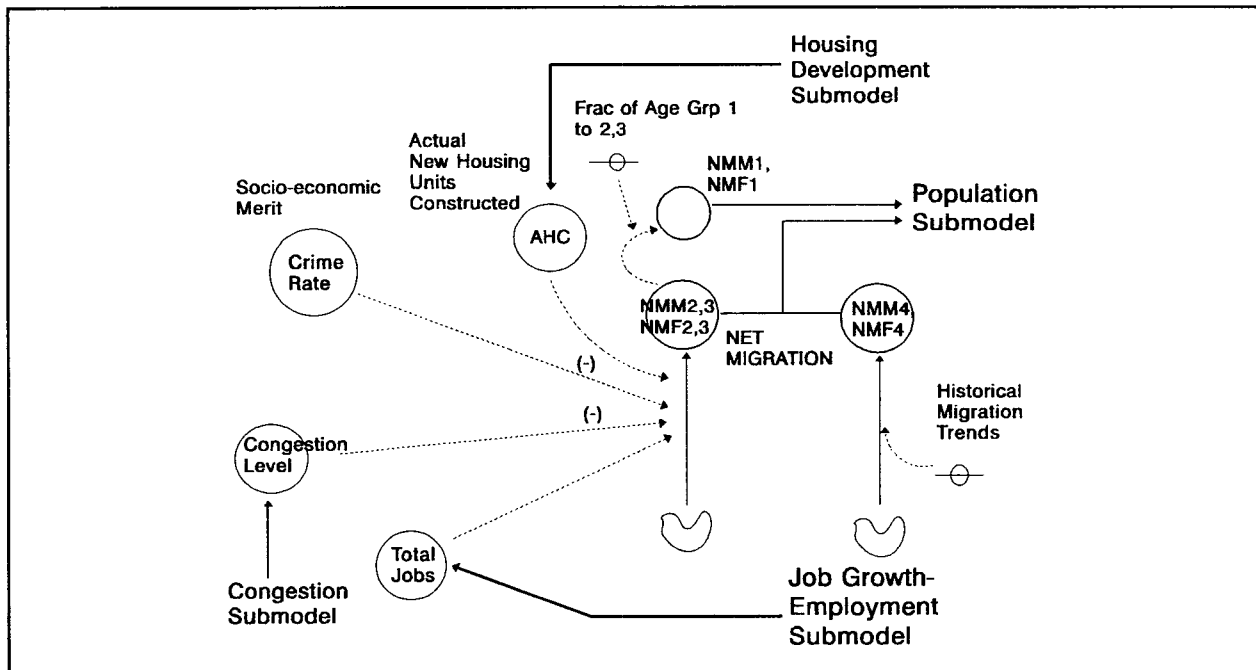 Housing
Development
Submodel
Frac of Age Grp 1
to 2,3
Actual
New Housing
Units
Constructed
NMM1,
NMF1
Socio-economic
Merit
Population
Submodel
AHC
Crime
Rate
NMM2,3
NMF2,3
NMM4,
NMF4
NET
MIGRATION
(-)
Historical
Migration
Trends
(-)
Congestion
Level
Total
Jobs
Congestion
Submodel
Job Growth-
Employment
Submodel